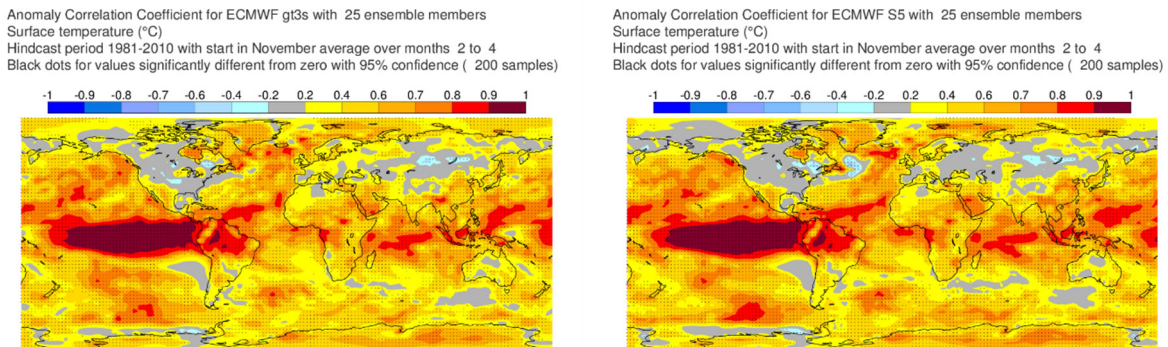 Anomaly Correlation Coefficient for ECMWF gt3s with 25 ensemble members
Surface temperature (°C)
Hindcast period 1981-2010 with start in November average over months 2 to 4
Black dots for values significantly different from zero with 95% confidence ( 200 samples)
-1 -0.9 -0.8 -0.7 -0.6 -0.4 -0.2 0.2 0.4 0.6 0.7 0.8 0.9 1
Anomaly Correlation Coefficient for ECMWF S5 with 25 ensemble members
Surface temperature (°C)
Hindcast period 1981-2010 with start in November average over months 2 to 4
Black dots for values significantly different from zero with 95% confidence ( 200 samples)
-1 -0.9 -0.8 -0.7 -0.6 -0.4 -0.2 0.2 0.4 0.6 0.7 0.8 0.9 1